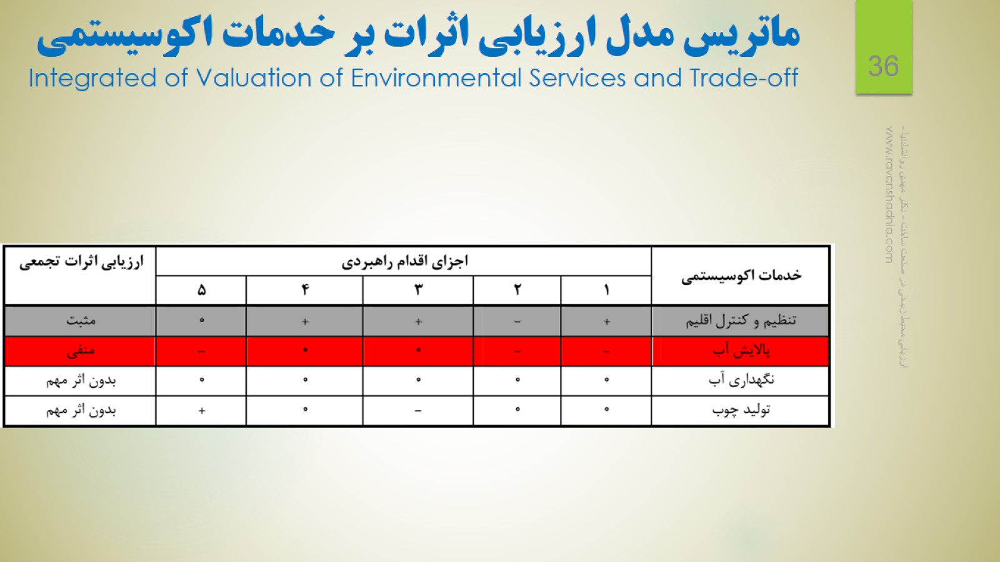 ماتریس مدل ارزیابی اثرات بر خدمات اکوسیستمی
Integrated of Valuation of Environmental Services and Trade-off
36
خدمات اکوسیستمی اجزای اقدام راهبردی ارزیابی اثرات تجمعی
۱ ۲ ۳ ۴ ۵
تنظیم و کنترل اقلیم + - + + ۰ مثبت
پالایش آب - - ۰ ۰ - منفی
نگهداری آب ۰ ۰ ۰ ۰ ۰ بدون اثر مهم
تولید چوب ۰ ۰ - ۰ + بدون اثر مهم
ارزیابی محیط زیستی در صنعت ساخت - دکتر مهدی روانشادنیا -
www.ravanshadnia.com